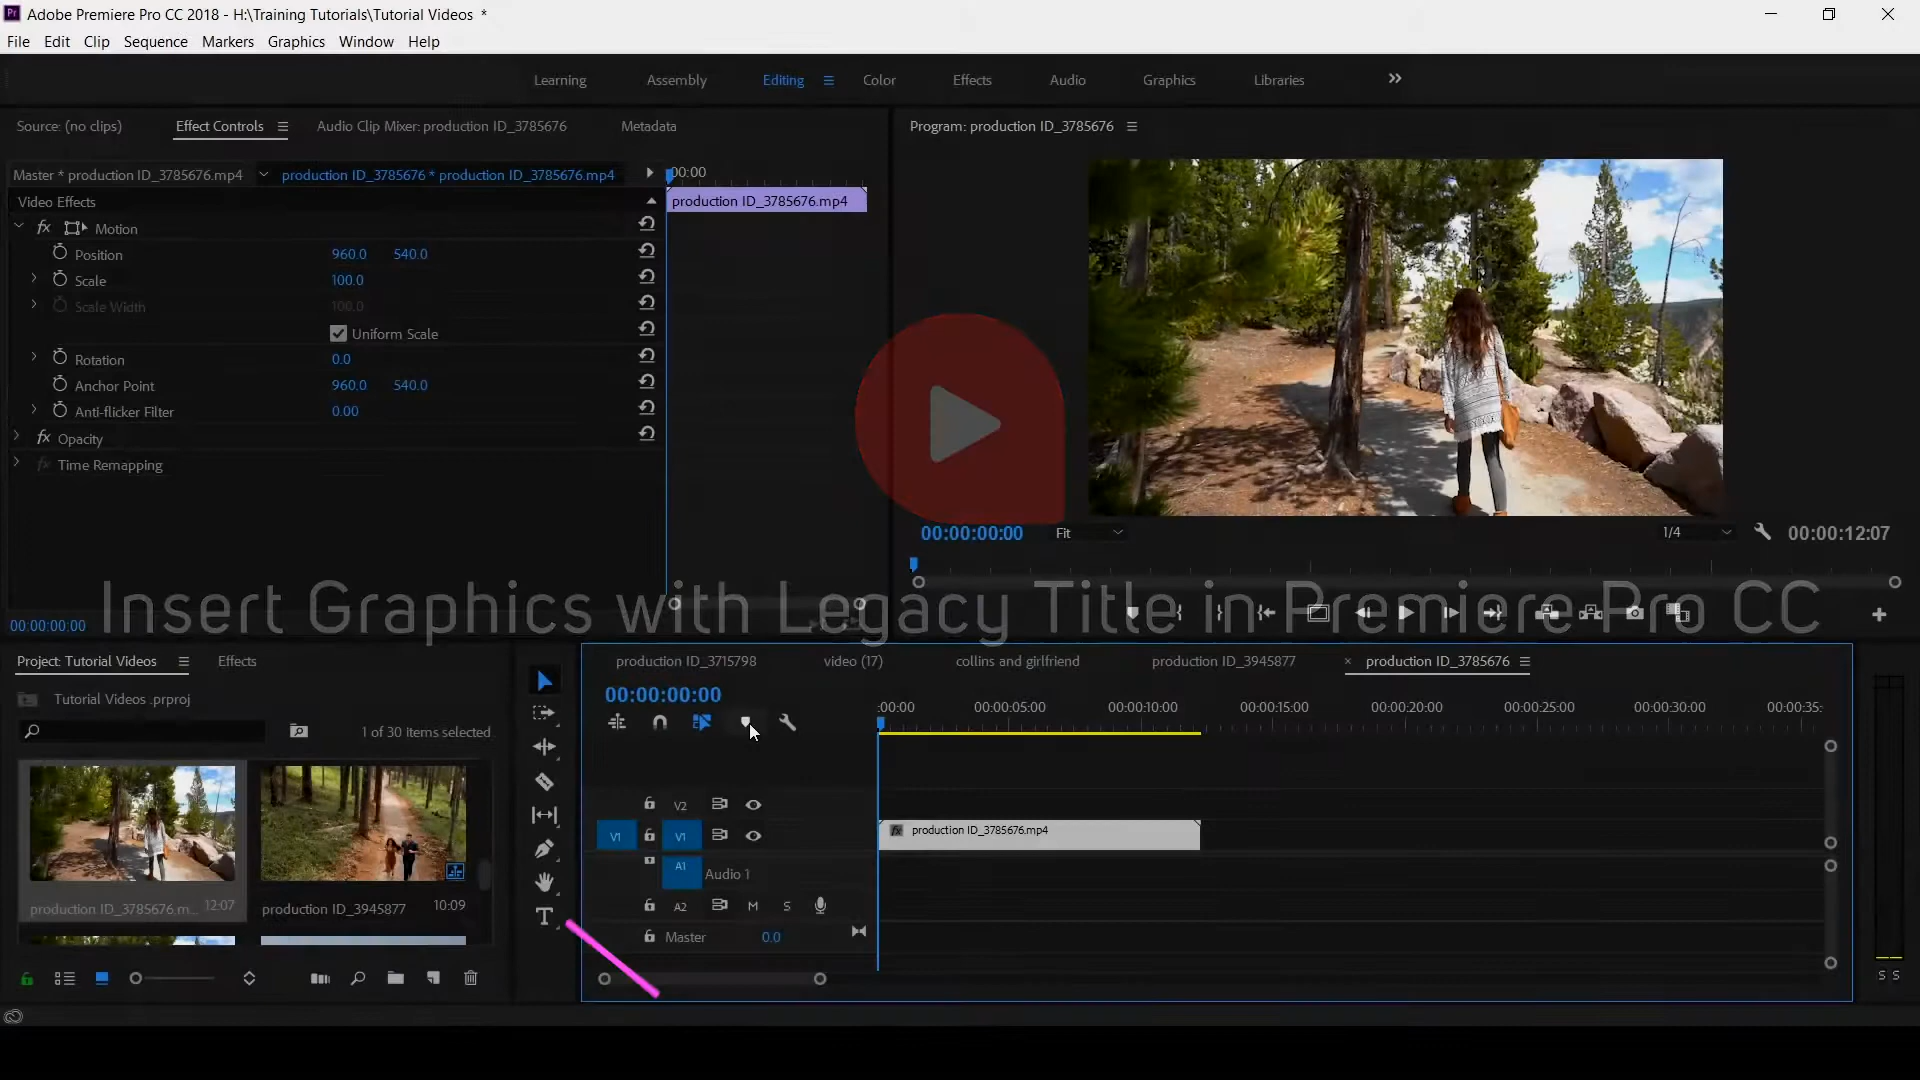 Adobe Premiere Pro CC 2018 - H:\Training Tutorials\Tutorial Videos *
File Edit Clip Sequence Markers Graphics Window Help
Learning Assembly Editing Color Effects Audio Graphics Libraries
Source: (no clips) Effect Controls Audio Clip Mixer: production ID_3785676 Metadata
Program: production ID_3785676
Master * production ID_3785676.mp4 production ID_3785676 * production ID_3785676.mp4
:00:00
Video Effects
production ID_3785676.mp4
fx Motion
Position 960.0 540.0
Scale 100.0
Scale Width 100.0
Uniform Scale
Rotation 0.0
Anchor Point 960.0 540.0
Anti-flicker Filter 0.00
fx Opacity
fx Time Remapping
00:00:00:00 Fit 1/4 00:00:12:07
Insert Graphics with Legacy Title in Premiere Pro CC
00:00:00:00
Project: Tutorial Videos Effects
Tutorial Videos .prproj
1 of 30 Items selected
production ID_3785676.m... 12:07
production ID_3945877 10:09
production ID_3715798 video (17) collins and girlfriend production ID_3945877 × production ID_3785676
00:00:00:00
:00:00 00:00:05:00 00:00:10:00 00:00:15:00 00:00:20:00 00:00:25:00 00:00:30:00 00:00:35:
V2
V1 V1
fx production ID_3785676.mp4
A1 Audio 1
A2 M S
Master 0.0
S S